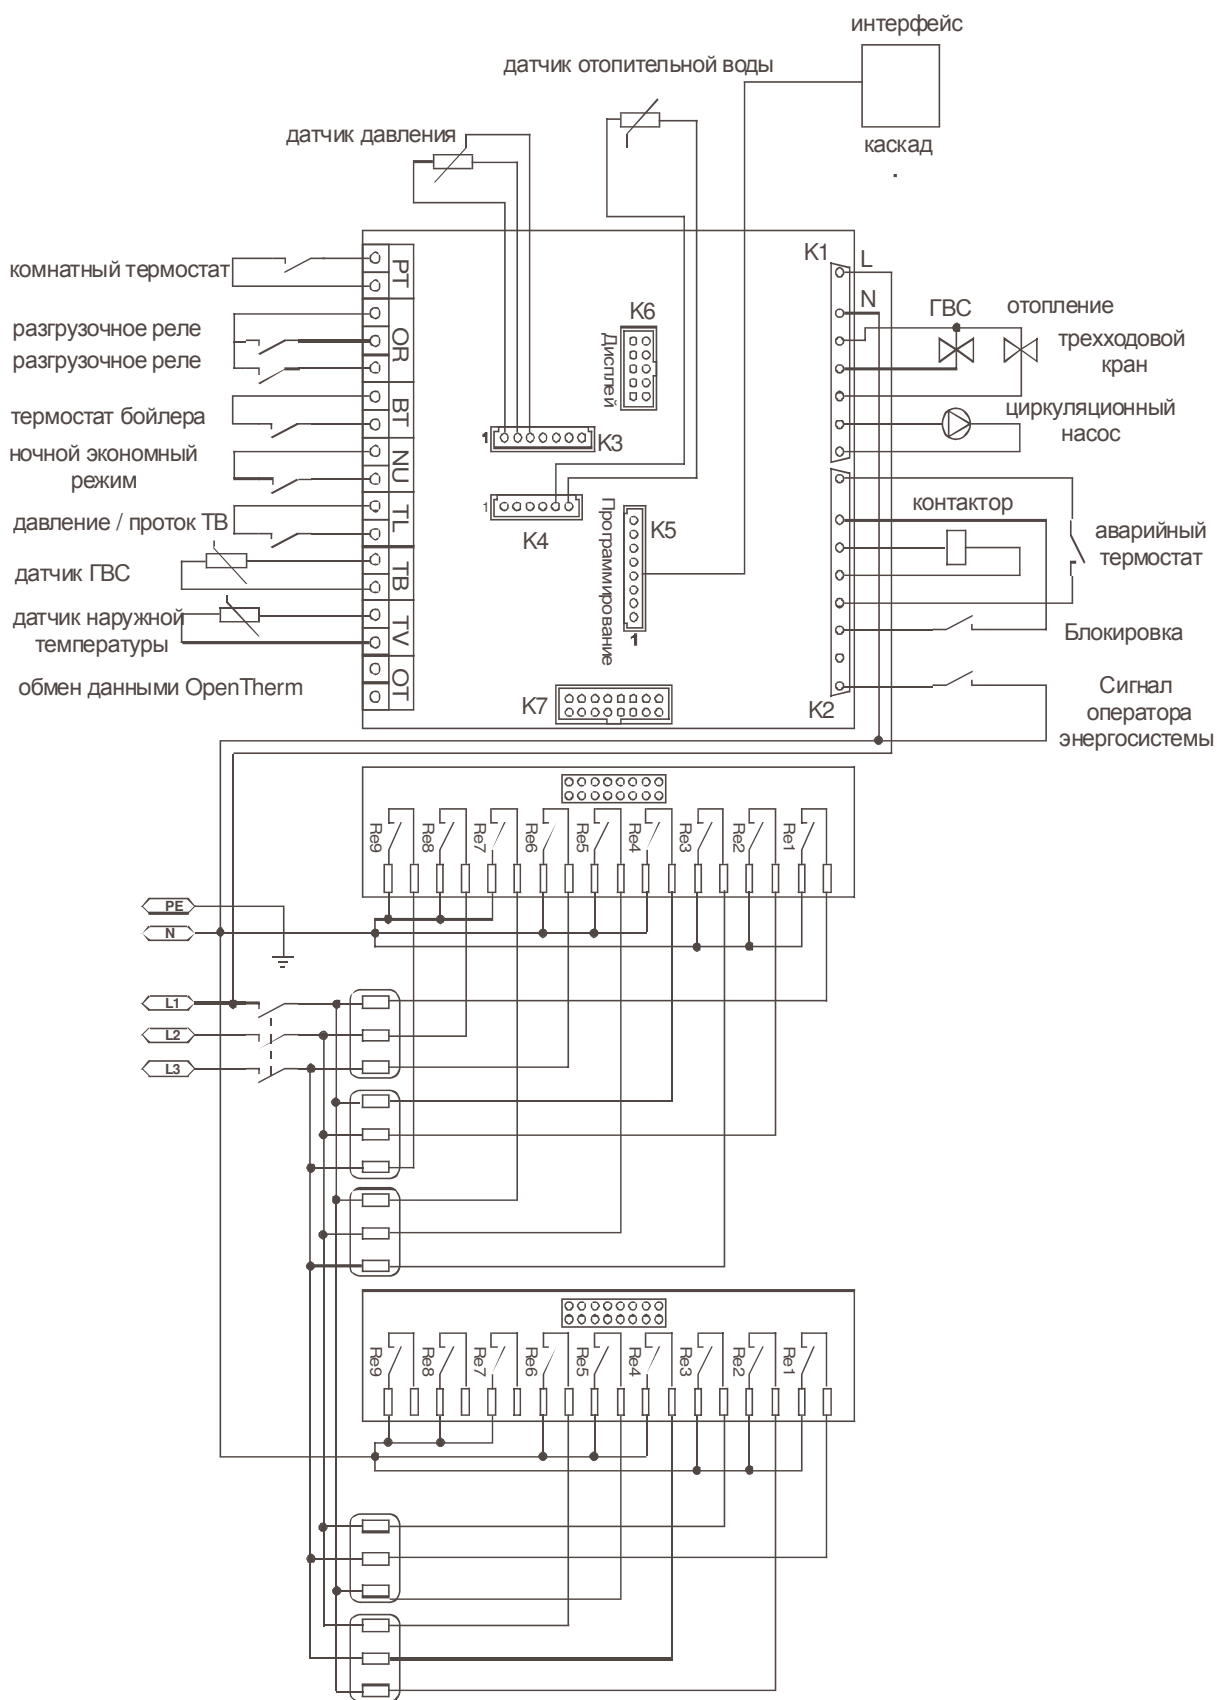 интерфейс
датчик отопительной воды
датчик давления
каскад
.
комнатный термостат
разгрузочное реле
разгрузочное реле
термостат бойлера
ночной экономный
режим
давление / проток ТВ
датчик ГВС
датчик наружной
температуры
обмен данными OpenTherm
PT
OR
BT
NU
TL
TB
TV
OT
K6
Дисплей
1
K3
1
K4
K5
Программирование
1
K7
K1
L
N
ГВС
отопление
трехходовой
кран
циркуляционный
насос
контактор
аварийный
термостат
Блокировка
K2
Сигнал
оператора
энергосистемы
Re9
Re8
Re7
Re6
Re5
Re4
Re3
Re2
Re1
PE
N
L1
L2
L3
Re9
Re8
Re7
Re6
Re5
Re4
Re3
Re2
Re1